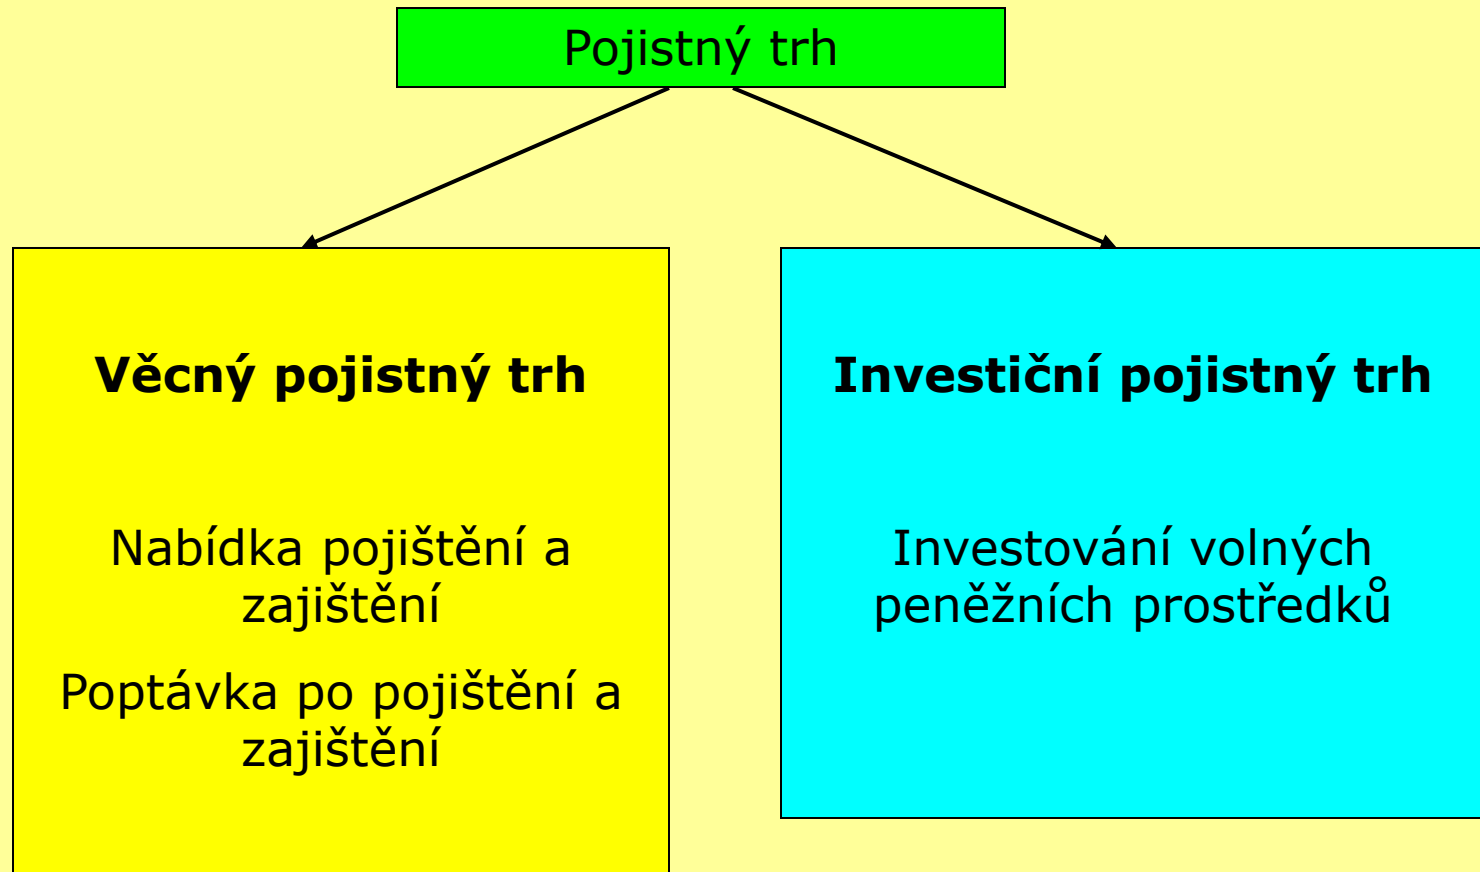 Pojistný trh
Věcný pojistný trh
Nabídka pojištění a
zajištění
Poptávka po pojištění a
zajištění
Investiční pojistný trh
Investování volných
peněžních prostředků